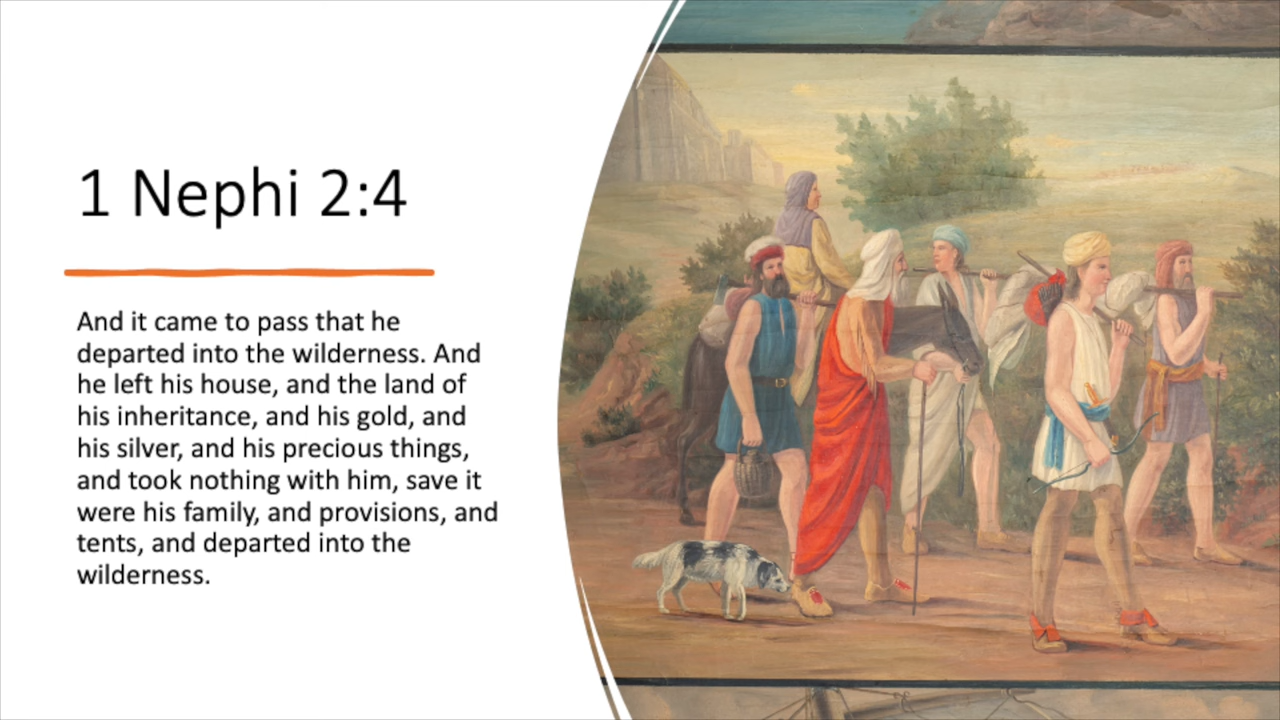 1 Nephi 2:4
And it came to pass that he
departed into the wilderness. And
he left his house, and the land of
his inheritance, and his gold, and
his silver, and his precious things,
and took nothing with him, save it
were his family, and provisions, and
tents, and departed into the
wilderness.